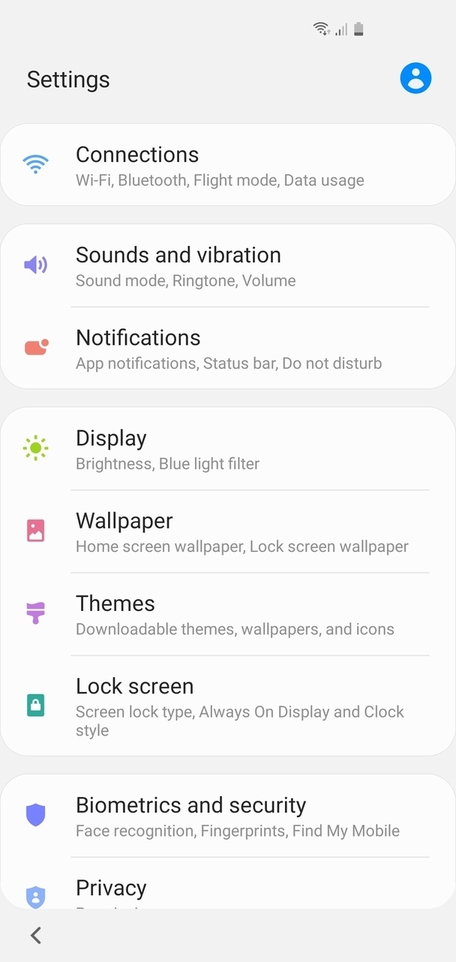 Settings
Connections
Wi-Fi, Bluetooth, Flight mode, Data usage
Sounds and vibration
Sound mode, Ringtone, Volume
Notifications
App notifications, Status bar, Do not disturb
Display
Brightness, Blue light filter
Wallpaper
Home screen wallpaper, Lock screen wallpaper
Themes
Downloadable themes, wallpapers, and icons
Lock screen
Screen lock type, Always On Display and Clock
style
Biometrics and security
Face recognition, Fingerprints, Find My Mobile
Privacy